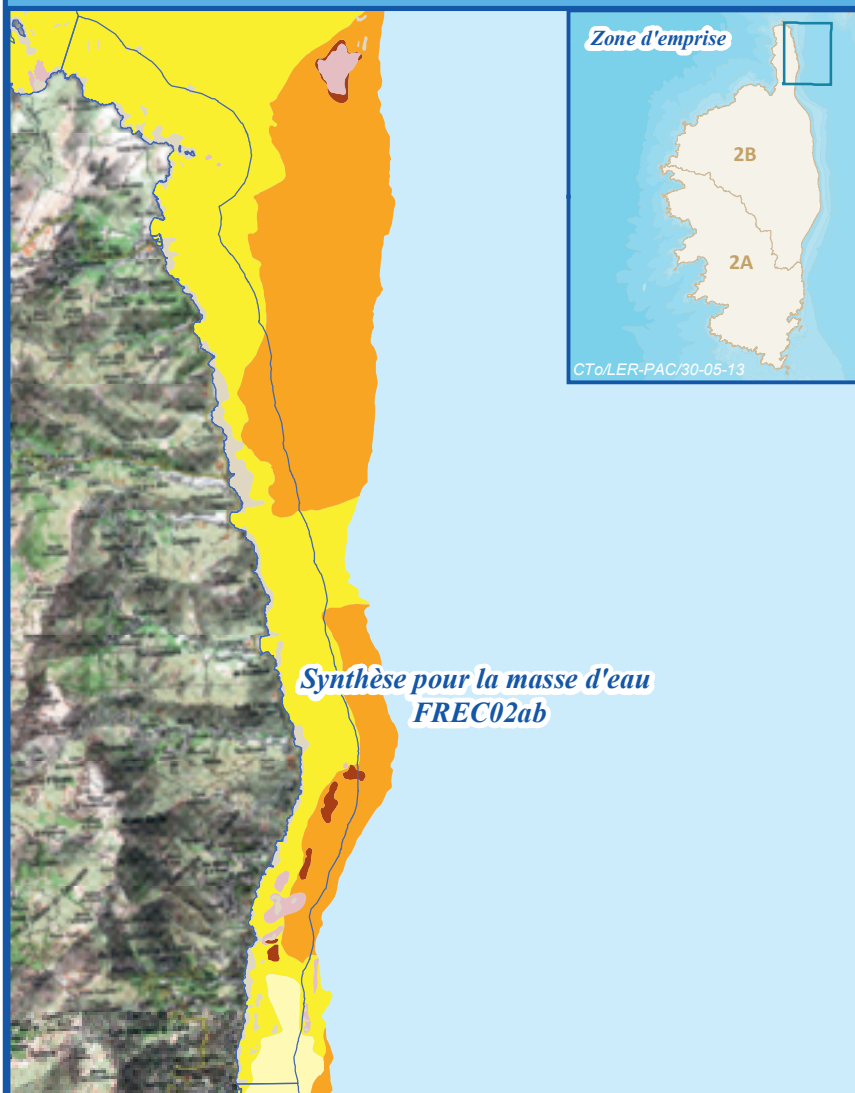 Zone d'emprise
2B
2A
CTo/LER-PAC/30-05-13
Synthèse pour la masse d'eau
FREC02ab